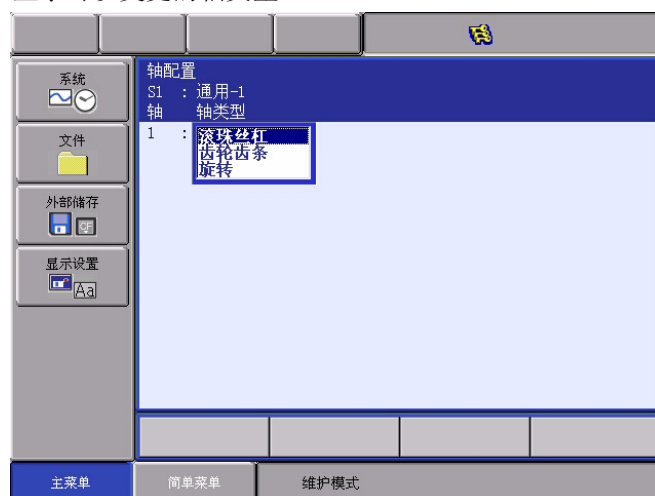 系统
文件
外部储存
CF
显示设置
Aa
轴配置
S1 : 通用-1
轴 轴类型
1 : 滚珠丝杠
齿轮齿条
旋转
主菜单
简单菜单
维护模式